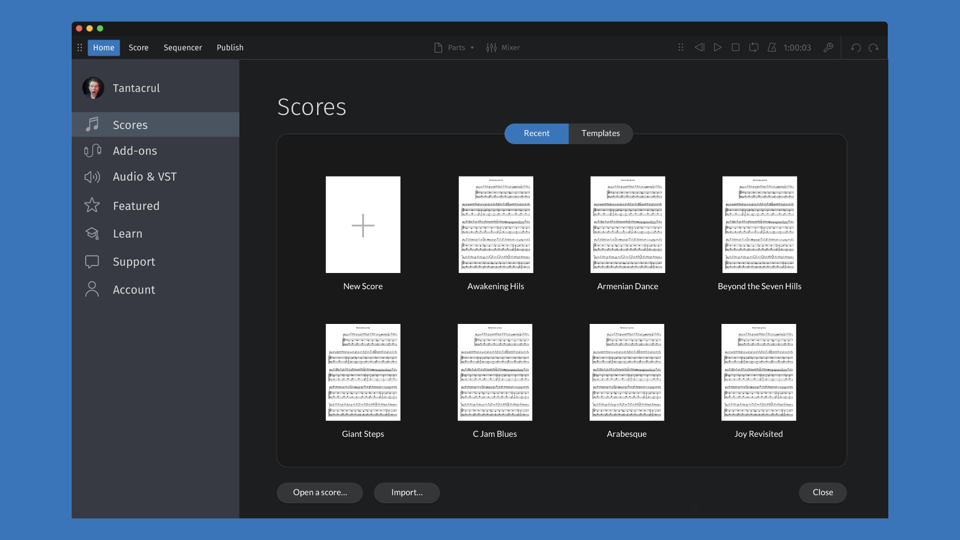 Home Score Sequencer Publish Parts Mixer 1:00:03
Tantacrul
Scores
Add-ons
Audio & VST
Featured
Learn
Support
Account
Scores
Recent Templates
New Score Awakening Hils Armenian Dance Beyond the Seven Hills
Giant Steps C Jam Blues Arabesque Joy Revisited
Open a score... Import... Close